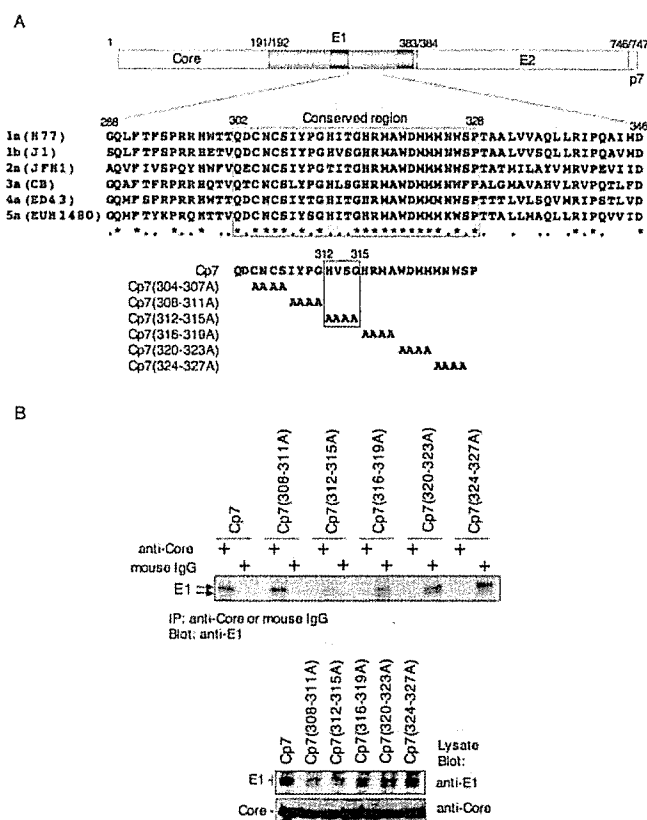 A
1 191/192 E1 383/384 746/747
Core E2 p7
288 302 Conserved region 328 346
1a(H77) GQLFTFSPRRHWTTQDCNCSIYPGHITGHRMAWDMMMNWSPTAALVVAQLLRIPQAIMD
1b(J1) SQLFTFSPRRHETVQDCNCSIYPGHVSGHRMAWDMMMNWSPTAALVVSQLLRIPQAVMD
2a(JFH1) AQVFIVSPQYHWFVQECNCSIYPGTITGHRMAWDMMMNWSPTATMILAYVMRVPEVIID
3a(CB) GQAFTFRPRRHQTVQTCNCSLYPGHLSGHRMAWDMMMNWFPALGMAVAHVLRVPQTLFD
4a(ED43) GQMFSFRPRRHWTTQDCNCSIYTGHITGHRMAWDMMMNWSPTTTLVLSQVMRIPSTLVD
5a(EUH1480) GQMFTYKPRQHTTVQDCNCSIYSGHVSGHRMAWDMMMNWSPTTALLMAQLLRIPQVVID
312 315
Cp7 QDCNCSIYPGHVSGHRMAWDMMMNWSP
Cp7(304-307A) AAAA
Cp7(308-311A) AAAA
Cp7(312-315A) AAAA
Cp7(316-319A) AAAA
Cp7(320-323A) AAAA
Cp7(324-327A) AAAA
B
Cp7 Cp7(308-311A) Cp7(312-315A) Cp7(316-319A) Cp7(320-323A) Cp7(324-327A)
anti-Core + + + + + +
mouse IgG + + + + + +
E1
IP: anti-Core or mouse IgG
Blot: anti-E1
Cp7 Cp7(308-311A) Cp7(312-315A) Cp7(316-319A) Cp7(320-323A) Cp7(324-327A)
Lysate
Blot:
E1 anti-E1
Core anti-Core